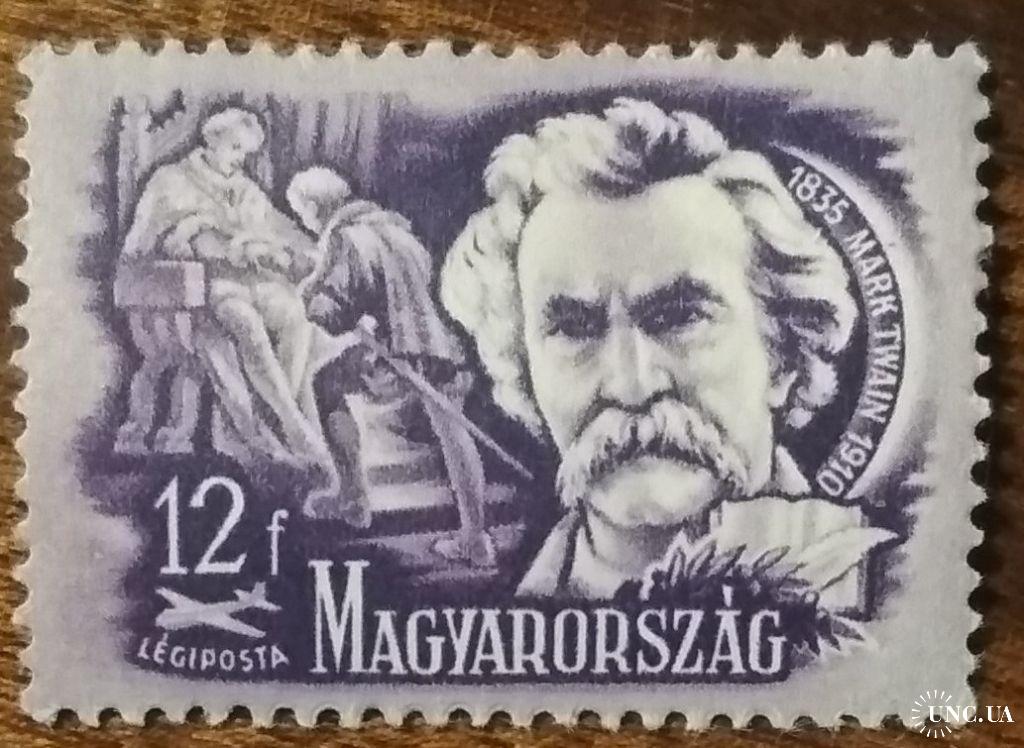 1835 MARK TWAIN 1910
12 f
LÉGIPOSTA
MAGYARORSZÁG
UNC.UA